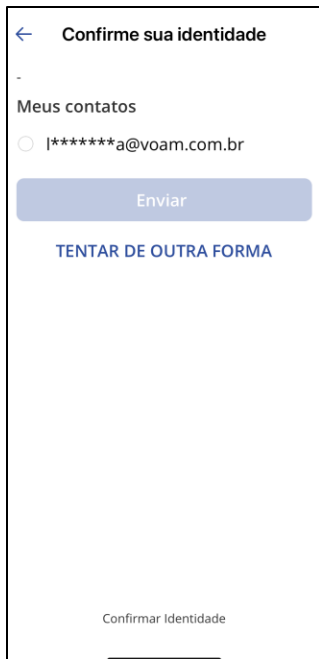 Confirme sua identidade
-
Meus contatos
l*******a@voam.com.br
Enviar
TENTAR DE OUTRA FORMA
Confirmar Identidade